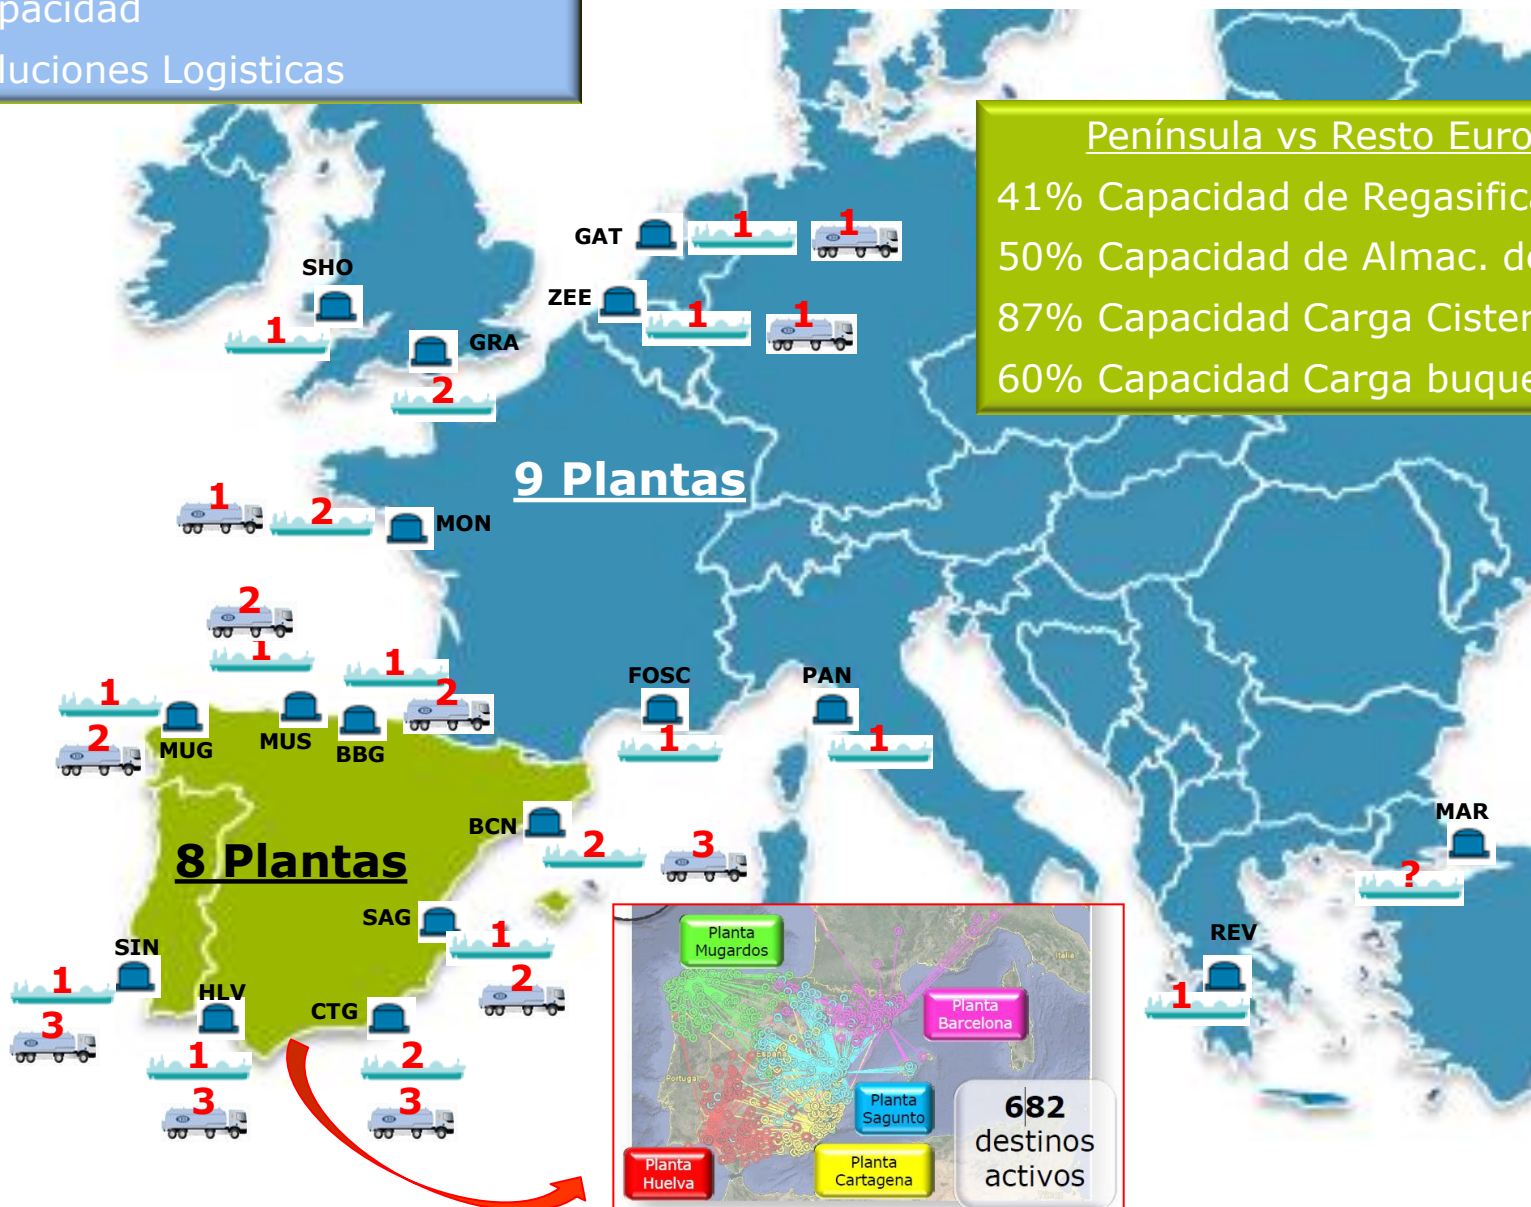 pacidad
luciones Logisticas
Península vs Resto Euro
41% Capacidad de Regasifica
50% Capacidad de Almac. de
87% Capacidad Carga Cister
60% Capacidad Carga buque
GAT
1
1
SHO
1
ZEE
1
1
GRA
2
9 Plantas
1
2
MON
2
1
1
2
1
2
MUG
MUS
BBG
FOSC
1
PAN
1
BCN
2
3
8 Plantas
MAR
?
SAG
1
2
SIN
1
3
HLV
1
3
CTG
2
3
REV
1
Planta
Mugardos
Planta
Barcelona
Planta
Sagunto
Planta
Cartagena
Planta
Huelva
España
Portugal
Italia
682
destinos
activos